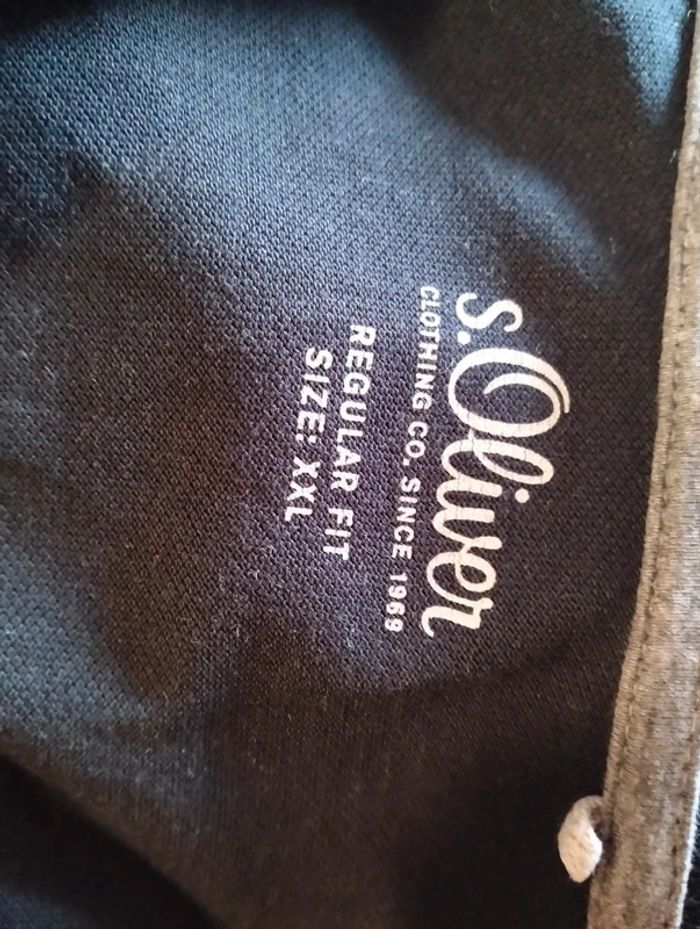 s.Oliver
CLOTHING CO. SINCE 1969
REGULAR FIT
SIZE: XXL